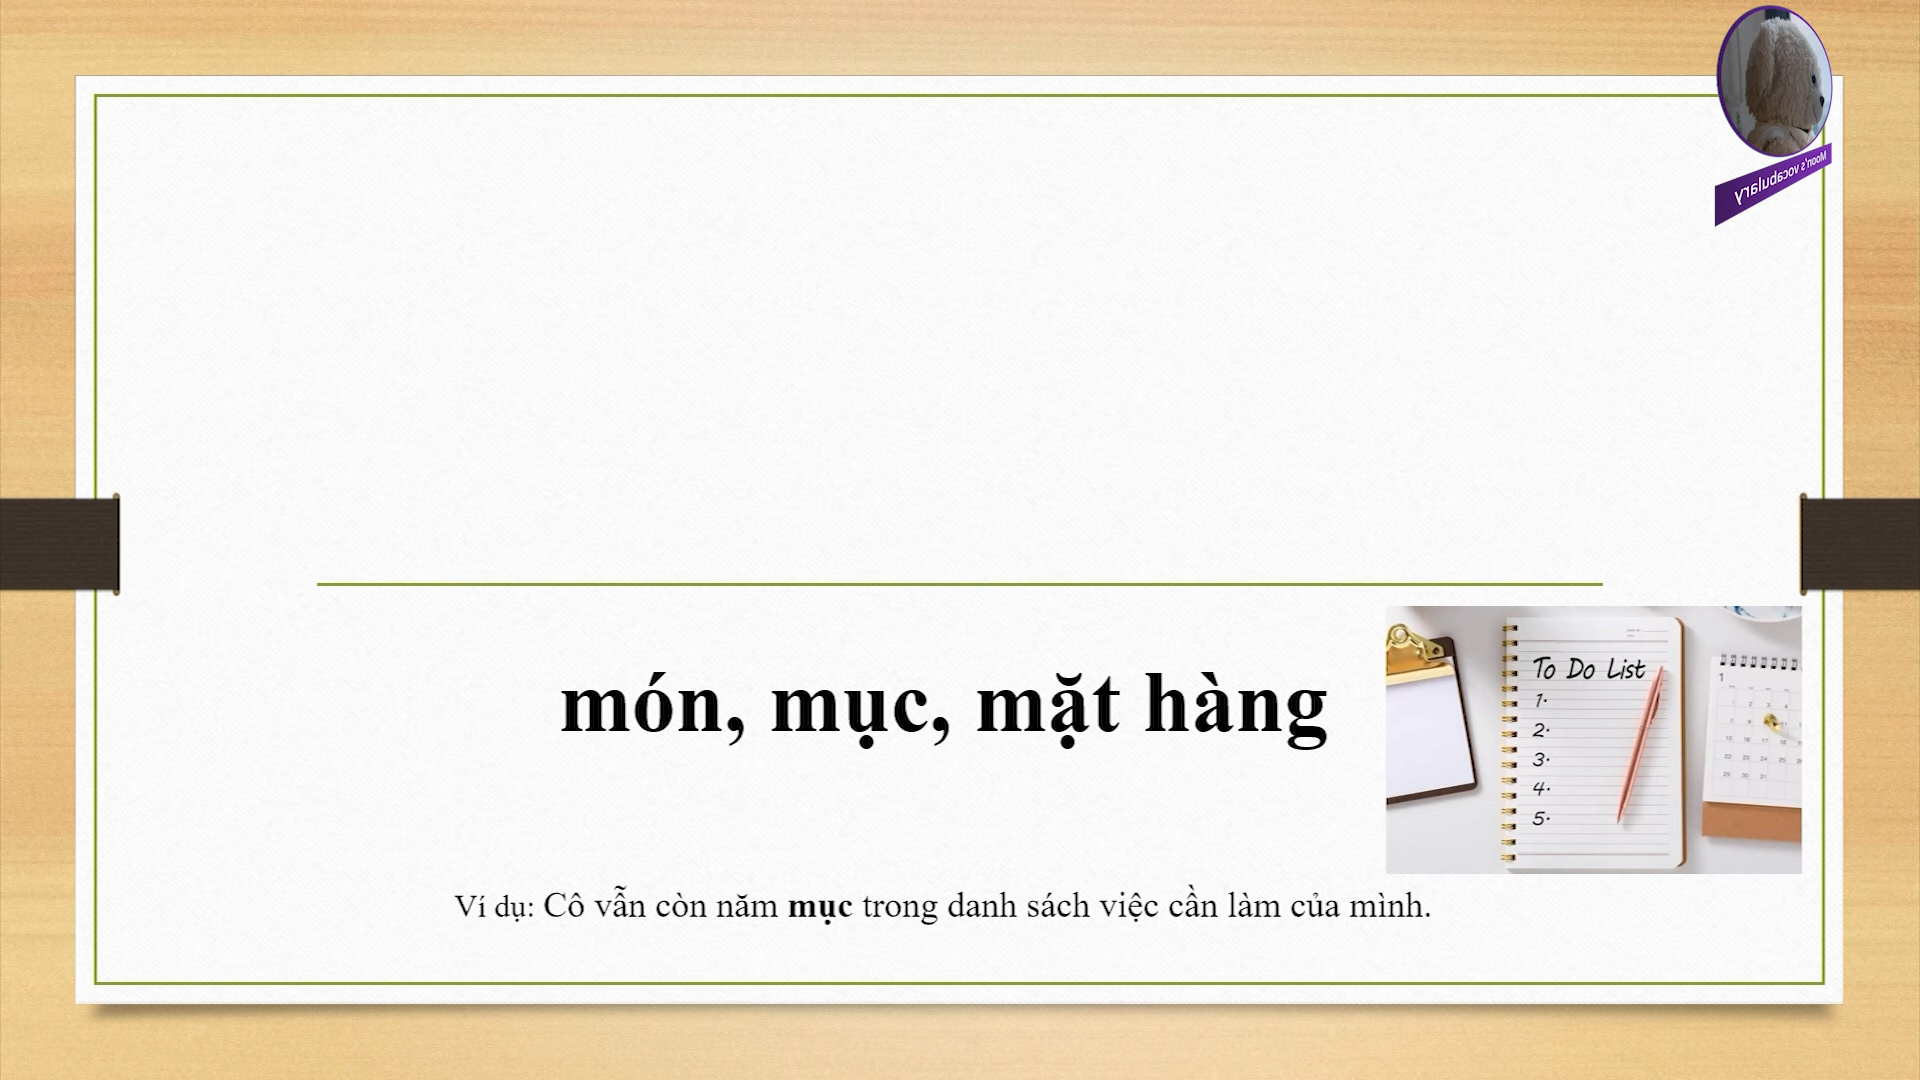 Moon's vocabulary
món, mục, mặt hàng
To Do List
1.
2.
3.
4.
5.
1
Ví dụ: Cô vẫn còn năm mục trong danh sách việc cần làm của mình.